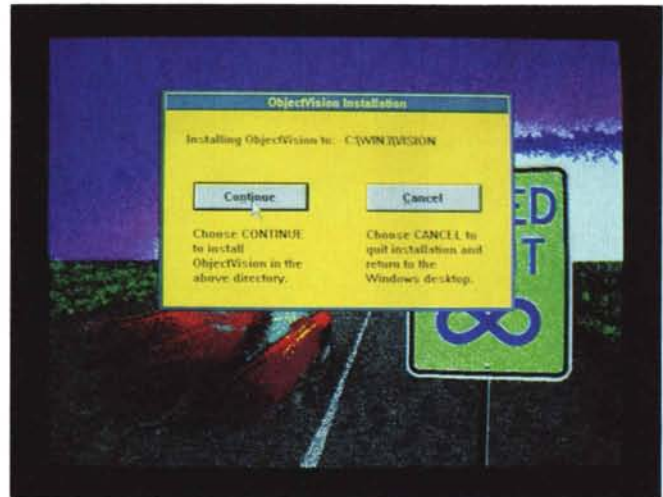 ObjectVision Installation
Installing ObjectVision to: C:\WIN3\VISION
Continue
Cancel
Choose CONTINUE
to install
ObjectVision in the
above directory.
Choose CANCEL to
quit installation and
return to the
Windows desktop.
ED
T
∞